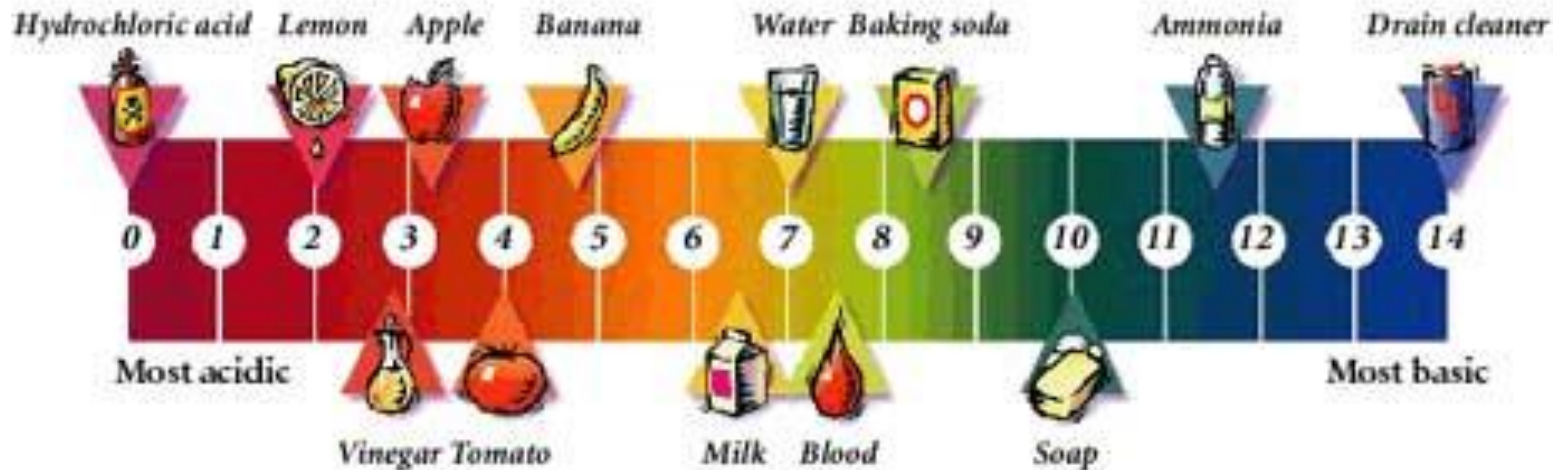 Hydrochloric acid Lemon Apple Banana Water Baking soda Ammonia Drain cleaner
0 1 2 3 4 5 6 7 8 9 10 11 12 13 14
Most acidic Most basic
Vinegar Tomato Milk Blood Soap